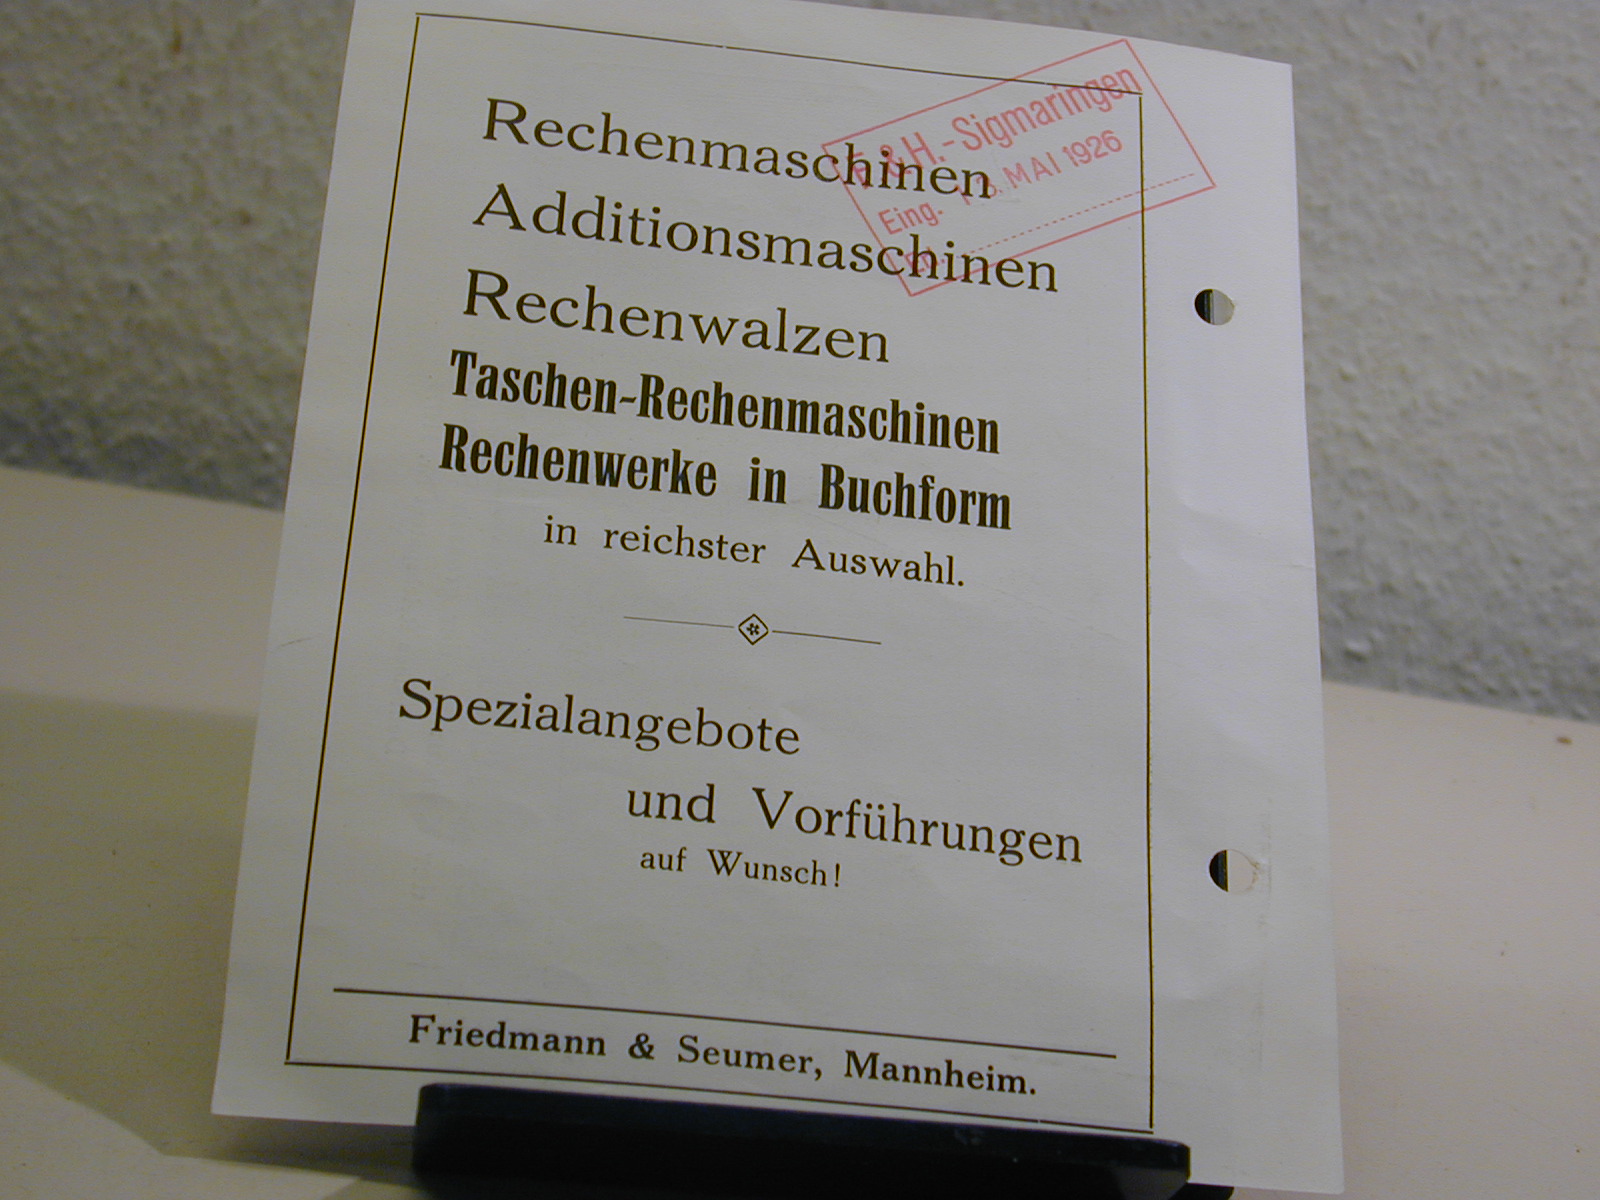 Rechenmaschinen
Additionsmaschinen
Rechenwalzen
Taschen-Rechenmaschinen
Rechenwerke in Buchform
in reichster Auswahl.
Spezialangebote
und Vorführungen
auf Wunsch!
Friedmann & Seumer, Mannheim.
& H.-Sigmaringen
Eing. MAI 1926